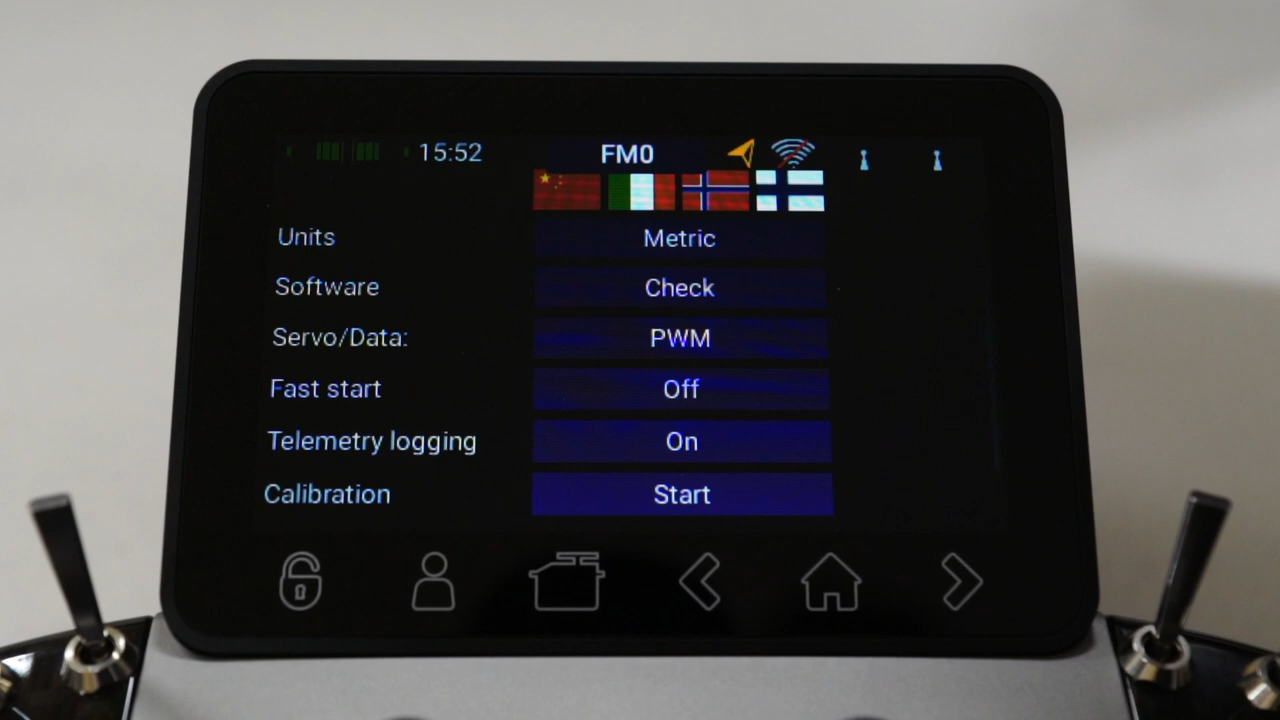 15:52 FM0
Units Metric
Software Check
Servo/Data: PWM
Fast start Off
Telemetry logging On
Calibration Start